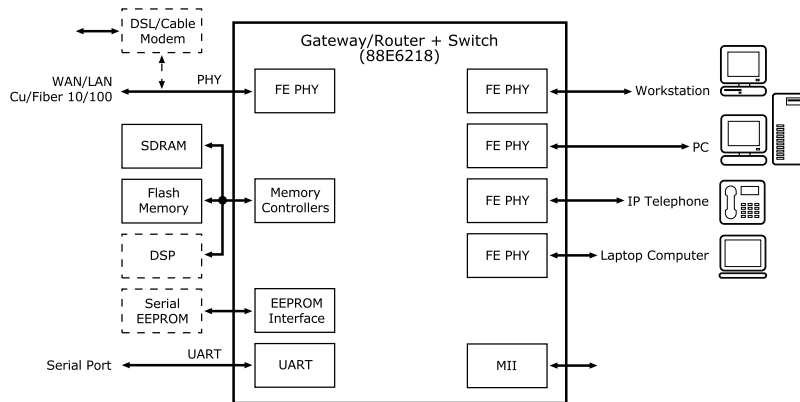 DSL/Cable
Modem
Gateway/Router + Switch
(88E6218)
WAN/LAN
Cu/Fiber 10/100
PHY
FE PHY
FE PHY
Workstation
SDRAM
FE PHY
PC
Flash
Memory
Memory
Controllers
FE PHY
IP Telephone
DSP
FE PHY
Laptop Computer
Serial
EEPROM
EEPROM
Interface
Serial Port
UART
UART
MII